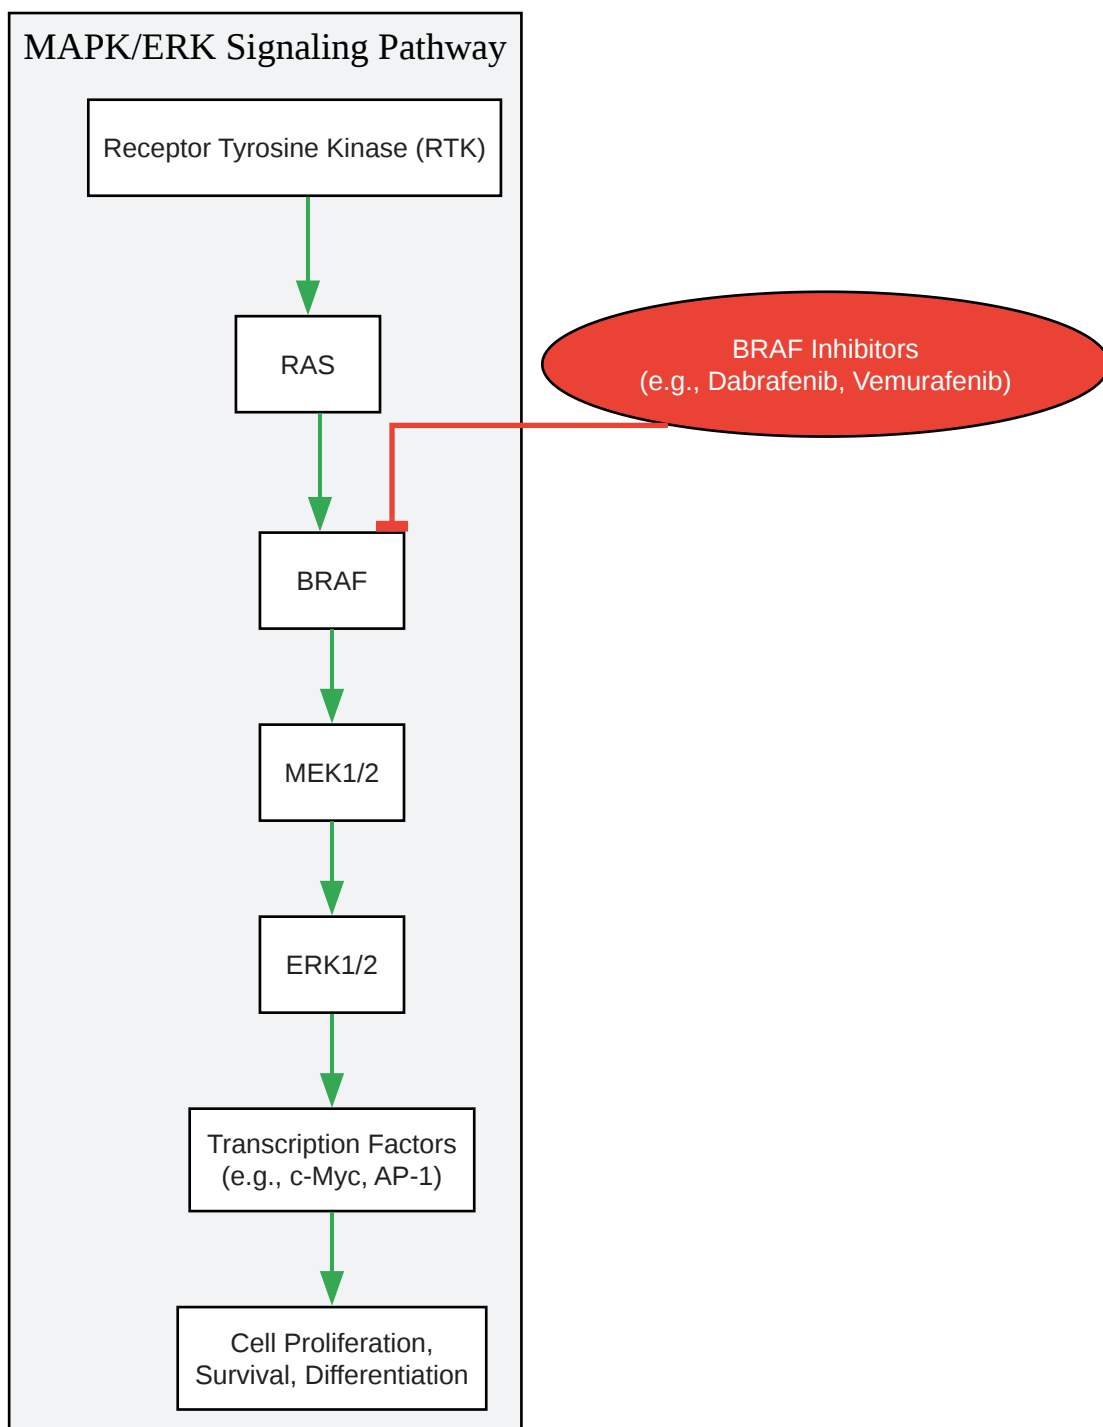 MAPK/ERK Signaling Pathway
Receptor Tyrosine Kinase (RTK)
RAS
BRAF Inhibitors
(e.g., Dabrafenib, Vemurafenib)
BRAF
MEK1/2
ERK1/2
Transcription Factors
(e.g., c-Myc, AP-1)
Cell Proliferation,
Survival, Differentiation